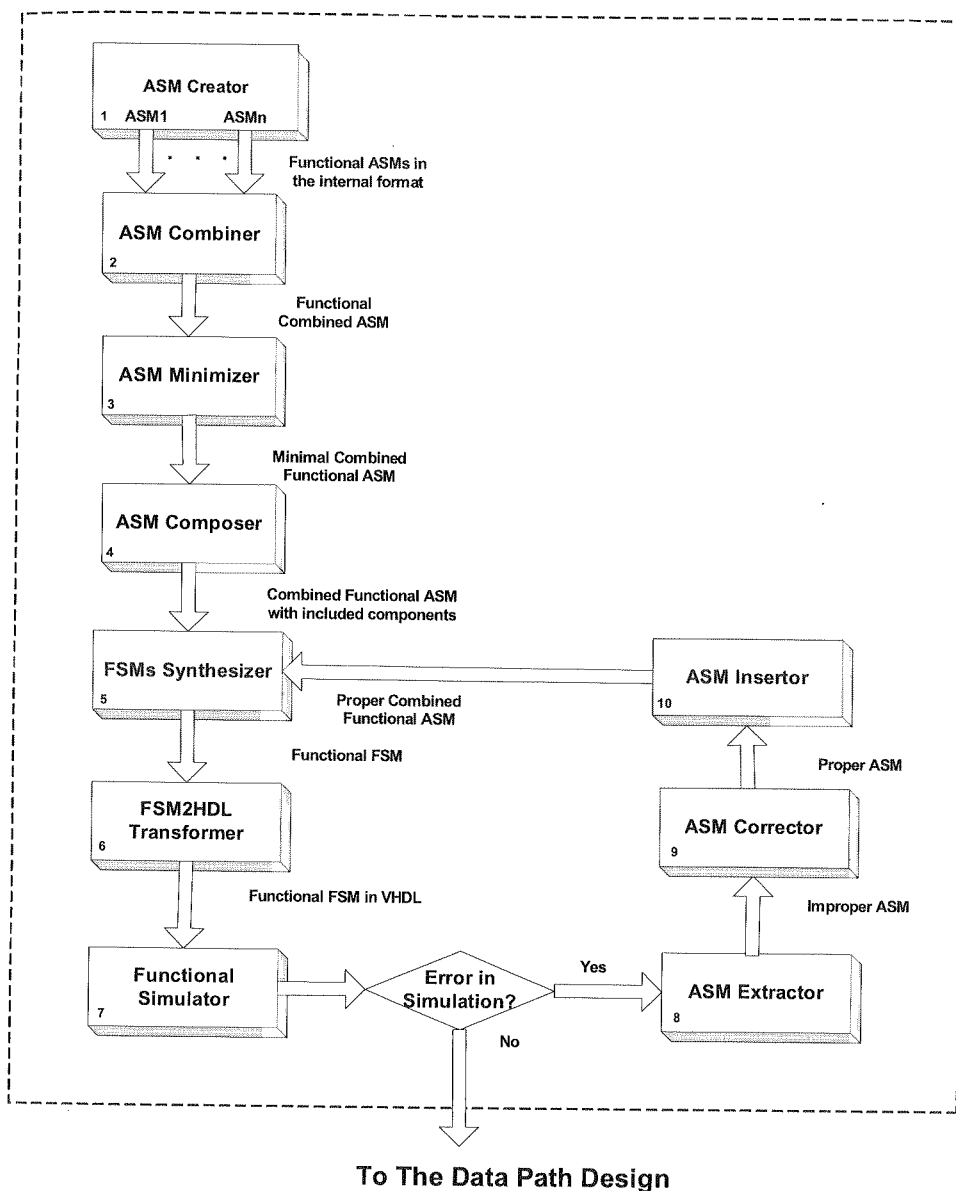 ASM Creator
1 ASM1 ASMn
. . .
Functional ASMs in
the internal format
ASM Combiner
2
Functional
Combined ASM
ASM Minimizer
3
Minimal Combined
Functional ASM
ASM Composer
4
Combined Functional ASM
with included components
FSMs Synthesizer
5
ASM Insertor
10
Proper Combined
Functional ASM
Functional FSM
Proper ASM
FSM2HDL
Transformer
6
ASM Corrector
9
Functional FSM in VHDL
Improper ASM
Functional
Simulator
7
Error in
Simulation?
Yes
No
ASM Extractor
8
To The Data Path Design